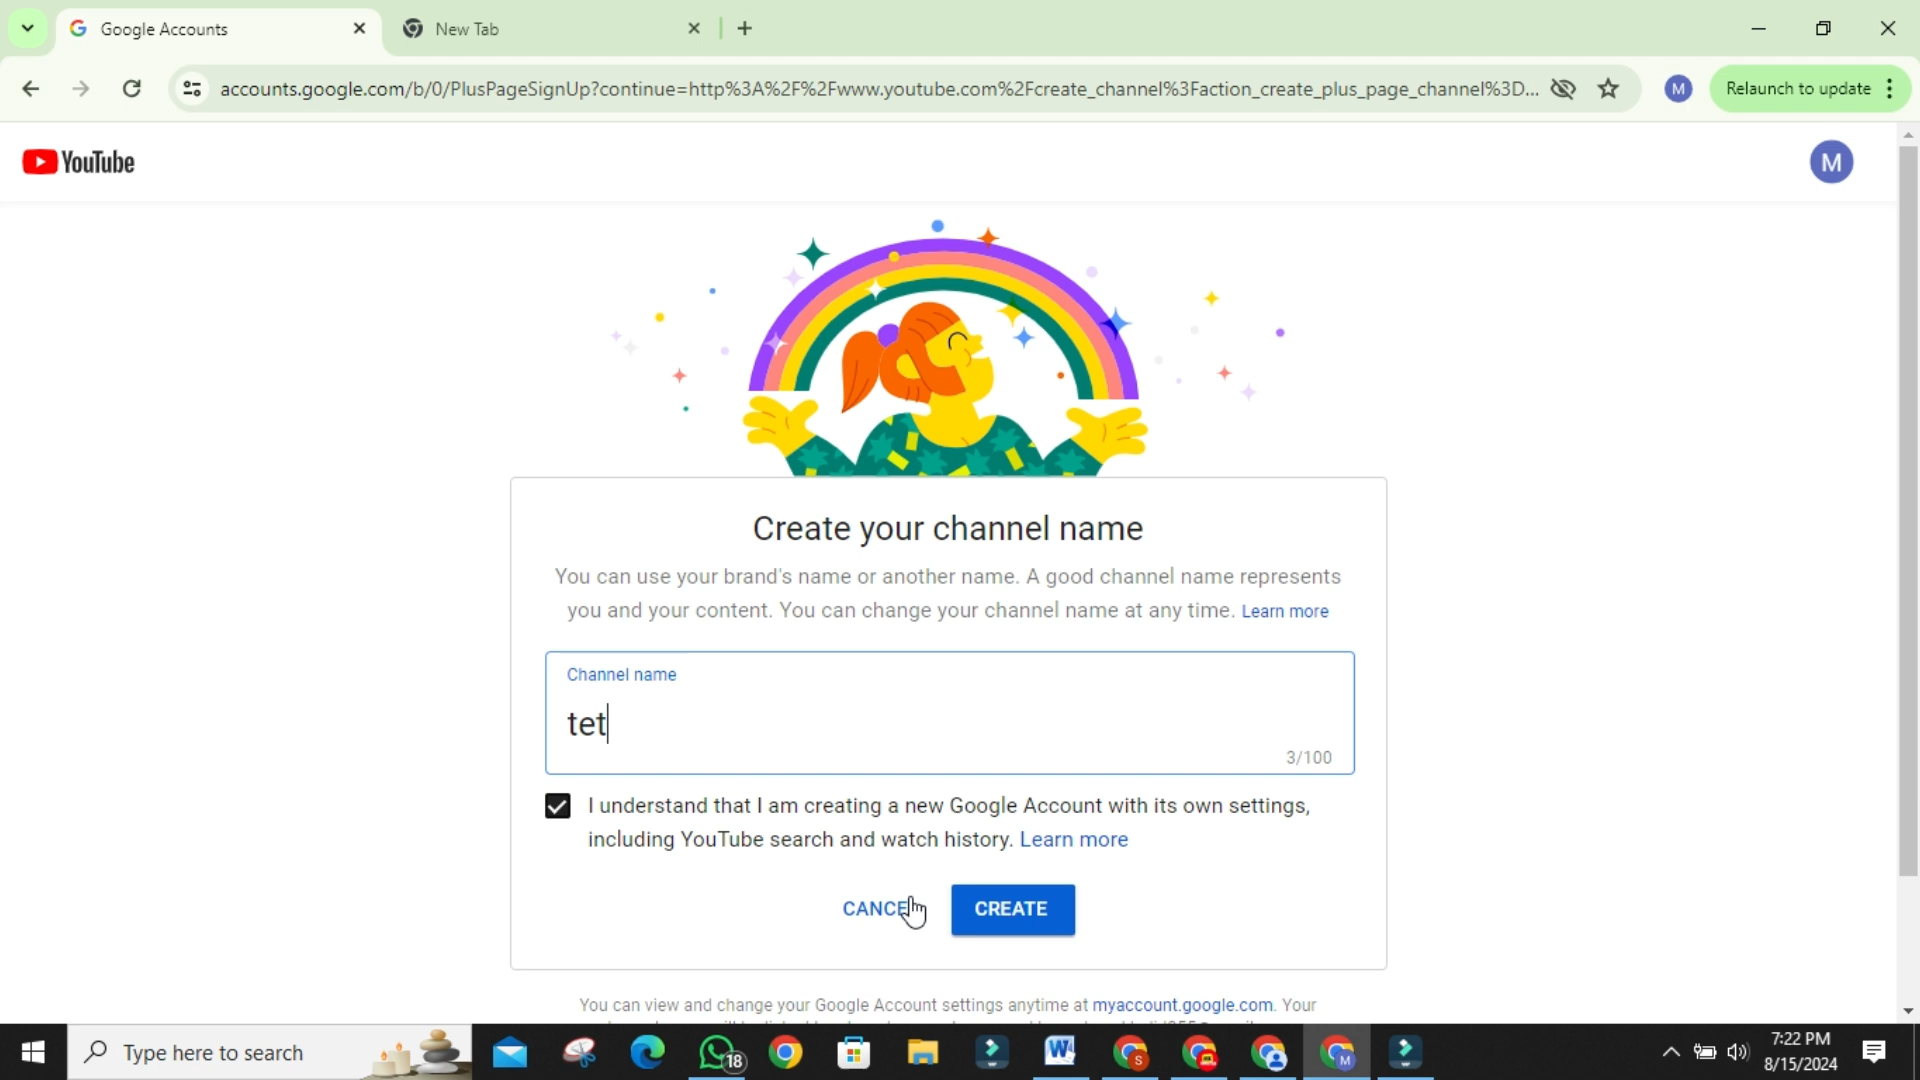 Google Accounts
New Tab
accounts.google.com/b/0/PlusPageSignUp?continue=http%3A%2F%2Fwww.youtube.com%2Fcreate_channel%3Faction_create_plus_page_channel%3D...
M
Relaunch to update
YouTube
M
Create your channel name
You can use your brand's name or another name. A good channel name represents
you and your content. You can change your channel name at any time. Learn more
Channel name
tet
3/100
I understand that I am creating a new Google Account with its own settings,
including YouTube search and watch history. Learn more
CANCE
CREATE
You can view and change your Google Account settings anytime at myaccount.google.com. Your
Type here to search
18
W
S
M
7:22 PM
8/15/2024